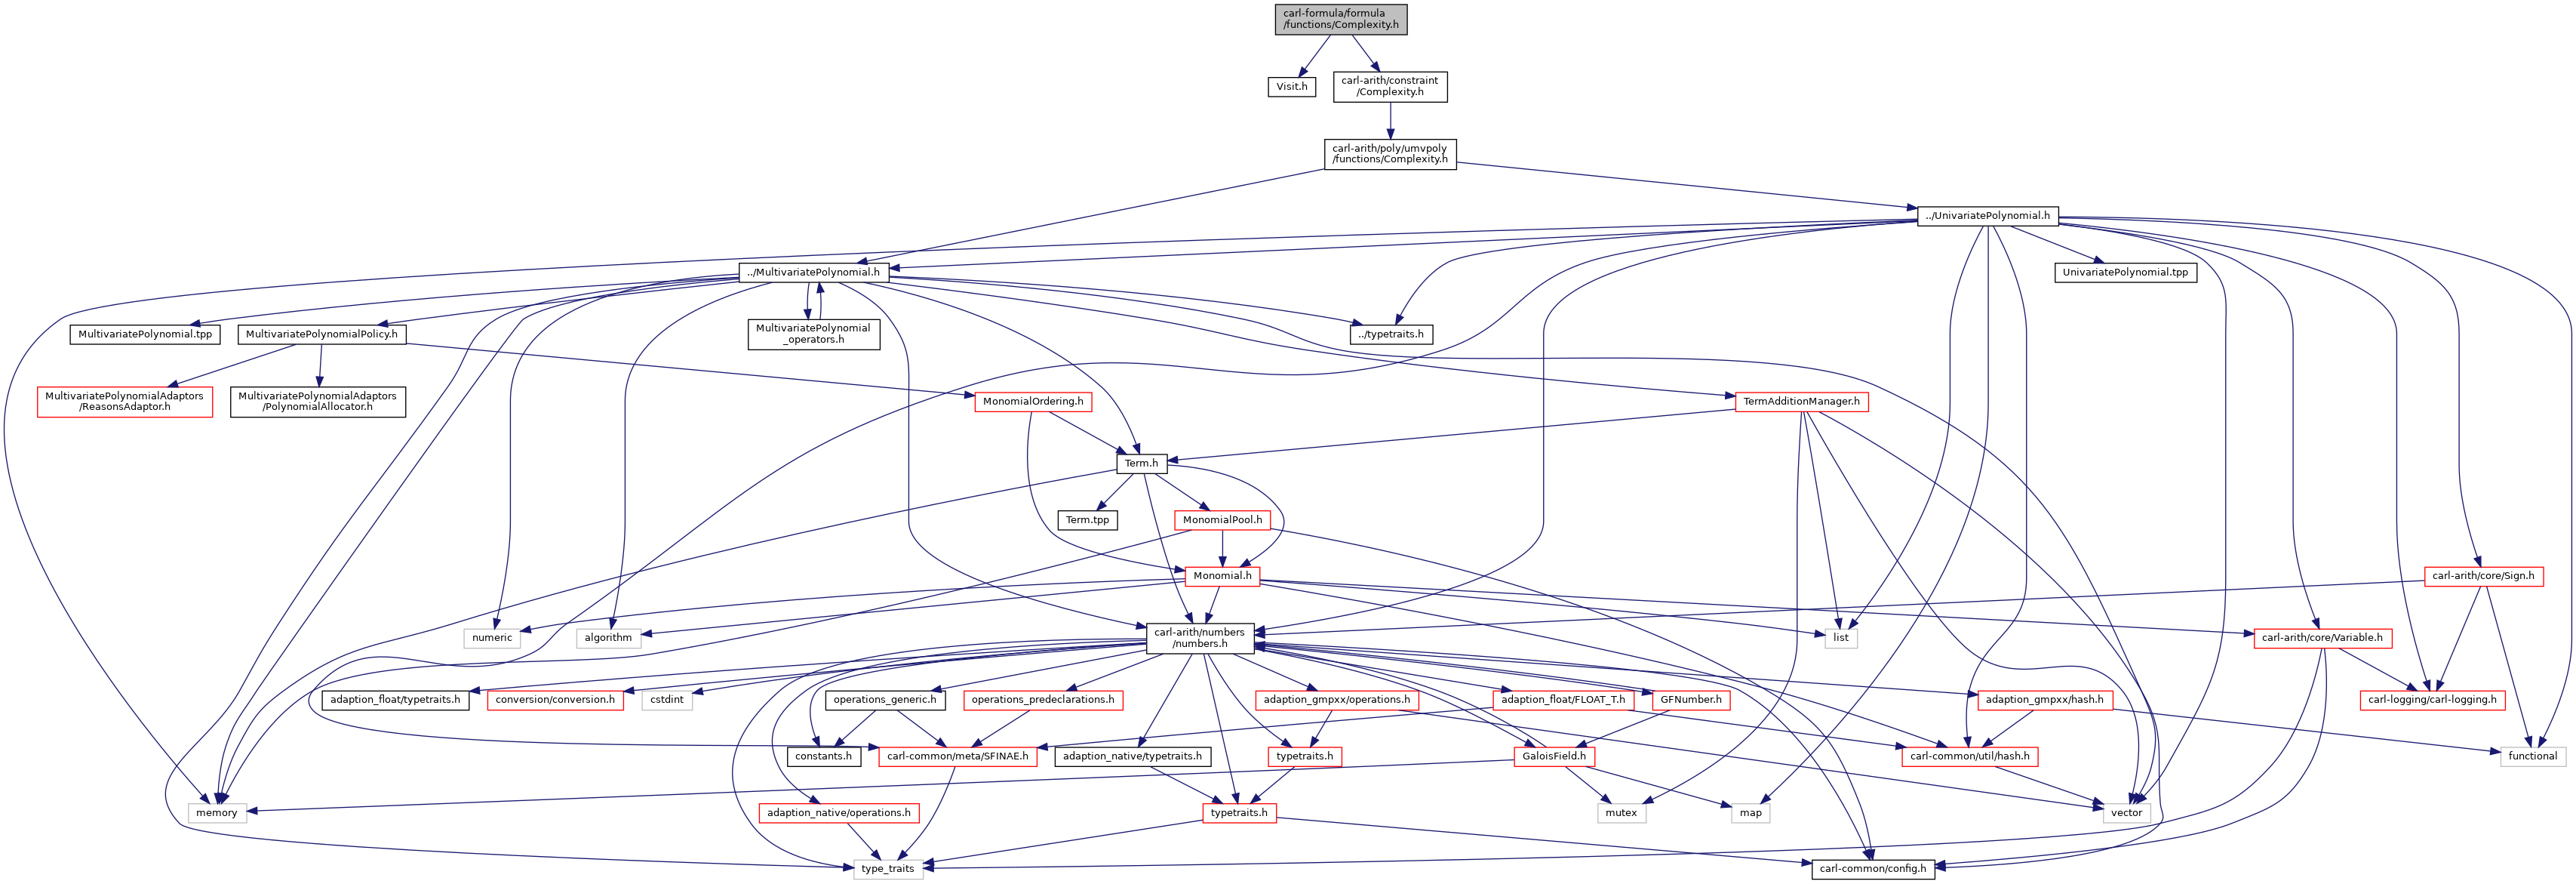 carl-formula/formula
/functions/Complexity.h
Visit.h
carl-arith/constraint
/Complexity.h
carl-arith/poly/umvpoly
/functions/Complexity.h
../UnivariatePolynomial.h
../MultivariatePolynomial.h
UnivariatePolynomial.tpp
MultivariatePolynomial.tpp
MultivariatePolynomialPolicy.h
MultivariatePolynomial
_operators.h
../typetraits.h
MultivariatePolynomialAdaptors
/ReasonsAdaptor.h
MultivariatePolynomialAdaptors
/PolynomialAllocator.h
MonomialOrdering.h
TermAdditionManager.h
Term.h
Term.tpp
MonomialPool.h
Monomial.h
carl-arith/core/Sign.h
numeric
algorithm
carl-arith/numbers
/numbers.h
list
carl-arith/core/Variable.h
adaption_float/typetraits.h
conversion/conversion.h
cstdint
operations_generic.h
operations_predeclarations.h
adaption_gmpxx/operations.h
adaption_float/FLOAT_T.h
GFNumber.h
adaption_gmpxx/hash.h
carl-logging/carl-logging.h
constants.h
carl-common/meta/SFINAE.h
adaption_native/typetraits.h
typetraits.h
GaloisField.h
carl-common/util/hash.h
functional
memory
adaption_native/operations.h
typetraits.h
mutex
map
vector
type_traits
carl-common/config.h